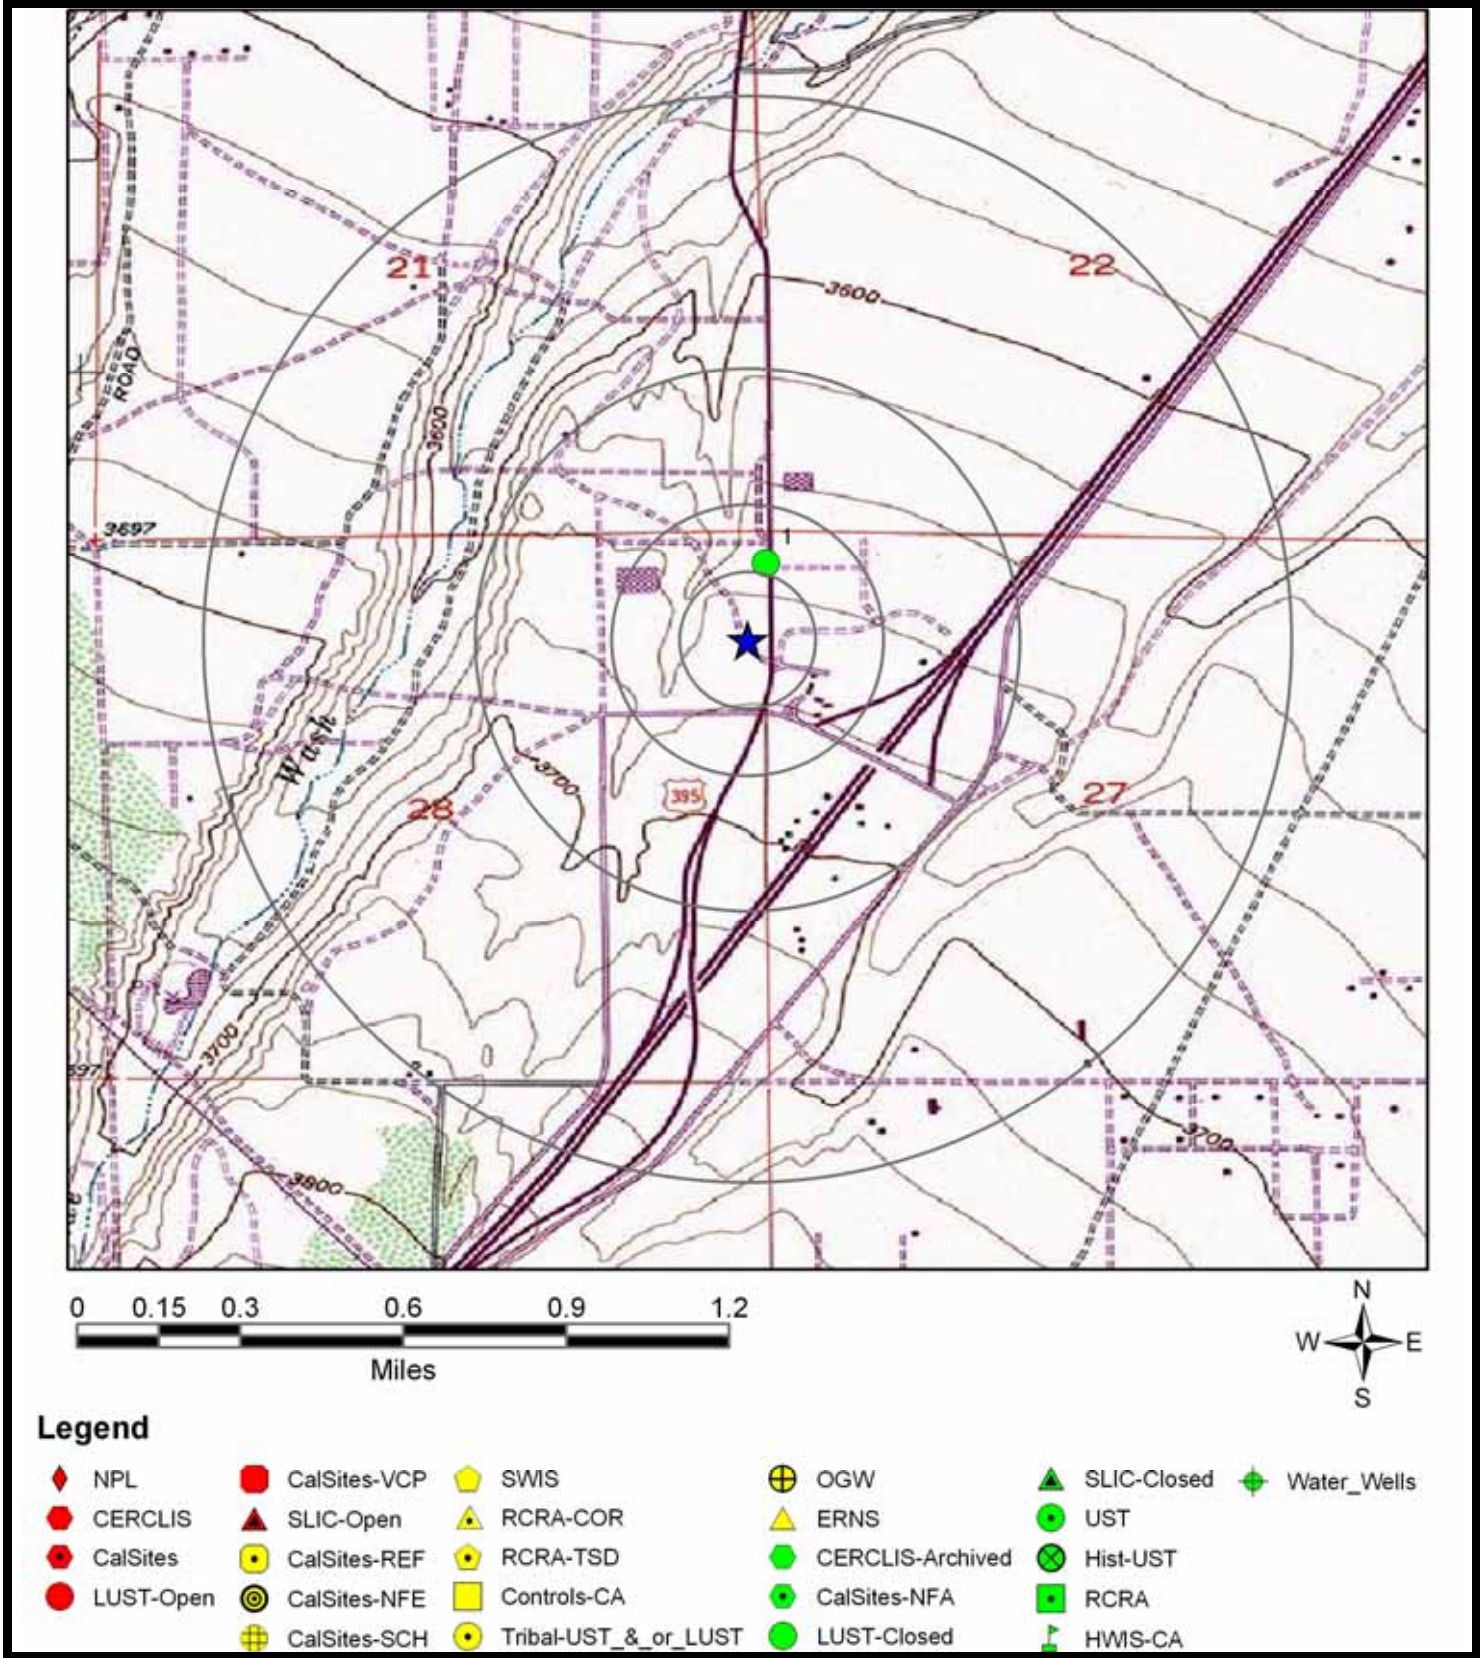 21
22
3600
ROAD
3600
3697
1
Wash
3700
395
28
27
3700
697
3700
3800
0 0.15 0.3 0.6 0.9 1.2
Miles
N
W E
S
Legend
NPL
CERCLIS
CalSites
LUST-Open
CalSites-VCP
SLIC-Open
CalSites-REF
CalSites-NFE
CalSites-SCH
SWIS
RCRA-COR
RCRA-TSD
Controls-CA
Tribal-UST_&_or_LUST
OGW
ERNS
CERCLIS-Archived
CalSites-NFA
LUST-Closed
SLIC-Closed
UST
Hist-UST
RCRA
HWIS-CA
Water_Wells